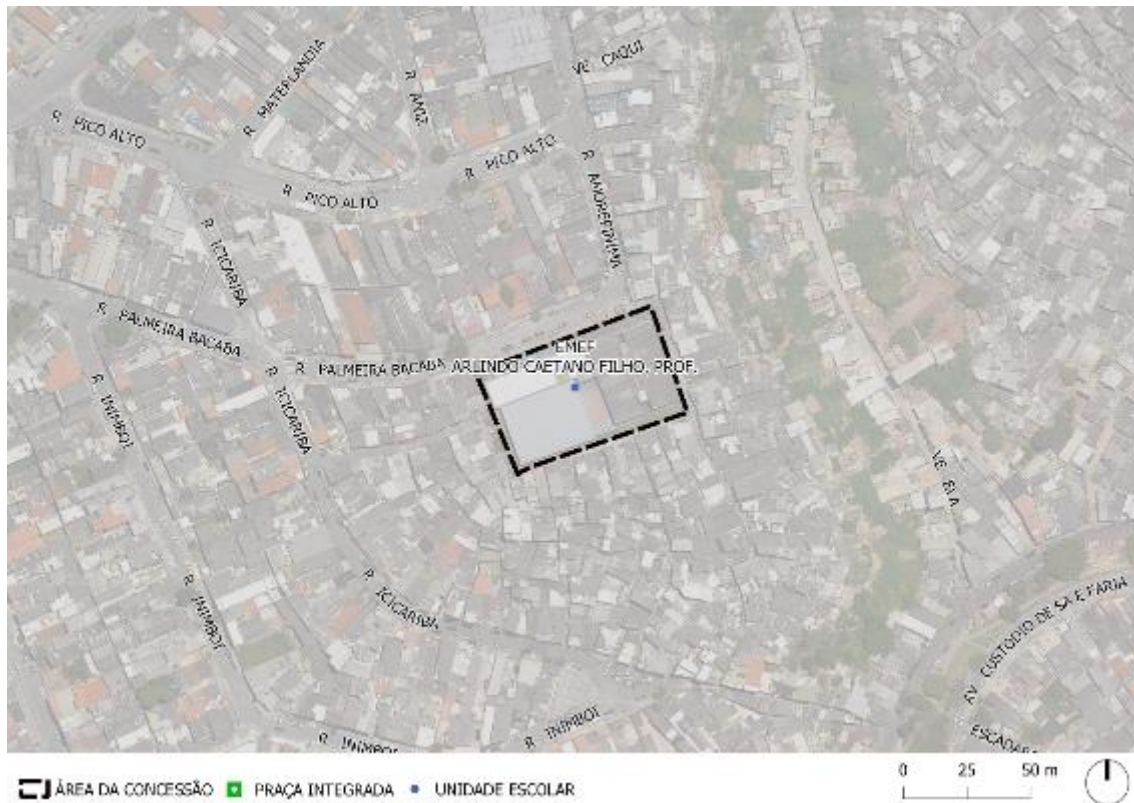 VE CAQUI
R MATEPLANDIA
R ANIZ
R PICO ALTO
R PICO ALTO
R PICO ALTO
R AMOREPINIMA
R ICICARIBA
R PALMEIRA BACABA
EMEF
R PALMEIRA BACABA
ARLINDO CAETANO FILHO, PROF.
R INIMBOI
R ICICARIBA
VE ELA
R ICICARIBA
R INIMBOI
AV CUSTODIO DE SA E FARIA
R INIMBOI
R INIMBOI
0 25 50 m
ÁREA DA CONCESSÃO PRAÇA INTEGRADA UNIDADE ESCOLAR